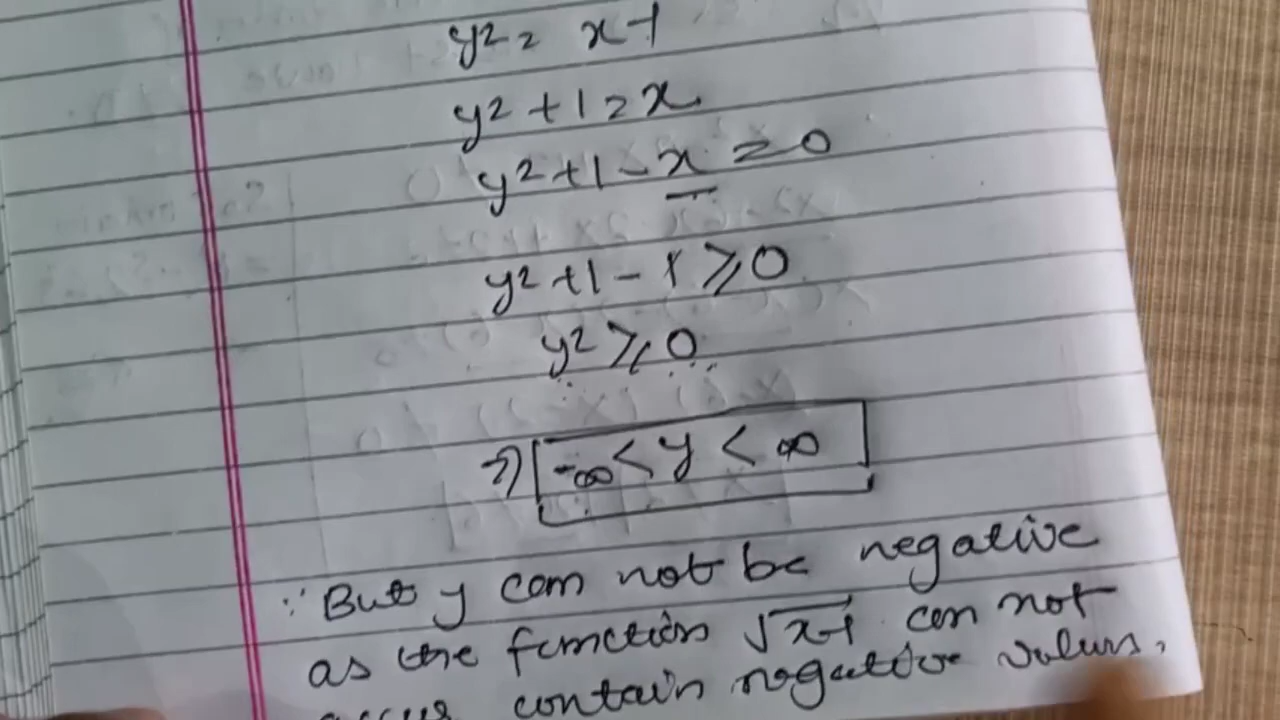 y² = x-1
y²+1 = x
y²+1-x = 0
y²+1-1 ⩾ 0
y² ⩾ 0
⇒ -∞ < y < ∞
∵ But y can not be negative
as the function √x-1 can not
contain negative values.